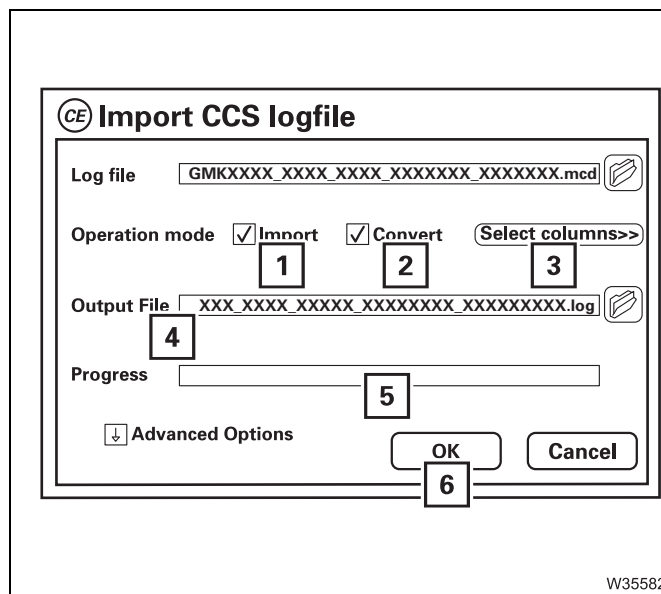 CE Import CCS logfile
Log file GMKXXXX_XXXX_XXXX_XXXXXXX_XXXXXXX.mcd
Operation mode Import Convert Select columns>>
1 2 3
Output File XXX_XXXX_XXXXX_XXXXXXXX_XXXXXXXXX.log
4
Progress
5
Advanced Options
OK Cancel
6
W35582